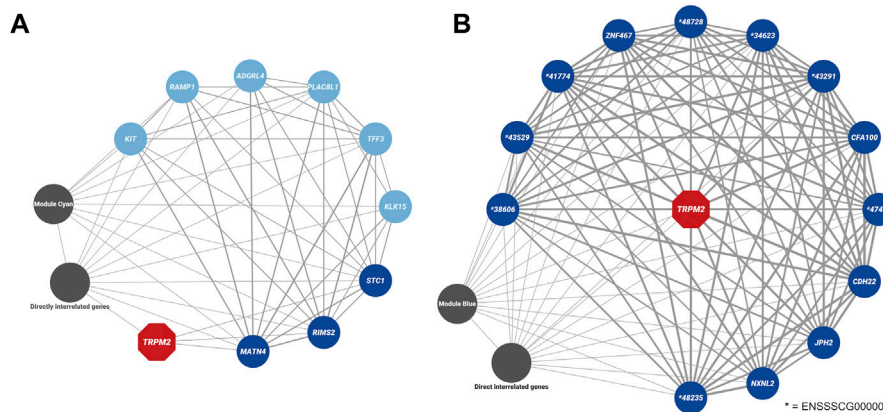 A
ADGRL4
RAMP1
PLAC8L1
KIT
TFF3
Module Cyan
KLK15
STC1
Directly interrelated genes
RIMS2
TRPM2
MATN4
B
*48728
ZNF467
*34623
*41774
*43291
*43529
CFA100
*38606
TRPM2
*474
CDH22
Module Blue
JPH2
Direct interrelated genes
NXNL2
*48235
* = ENSSSCG00000